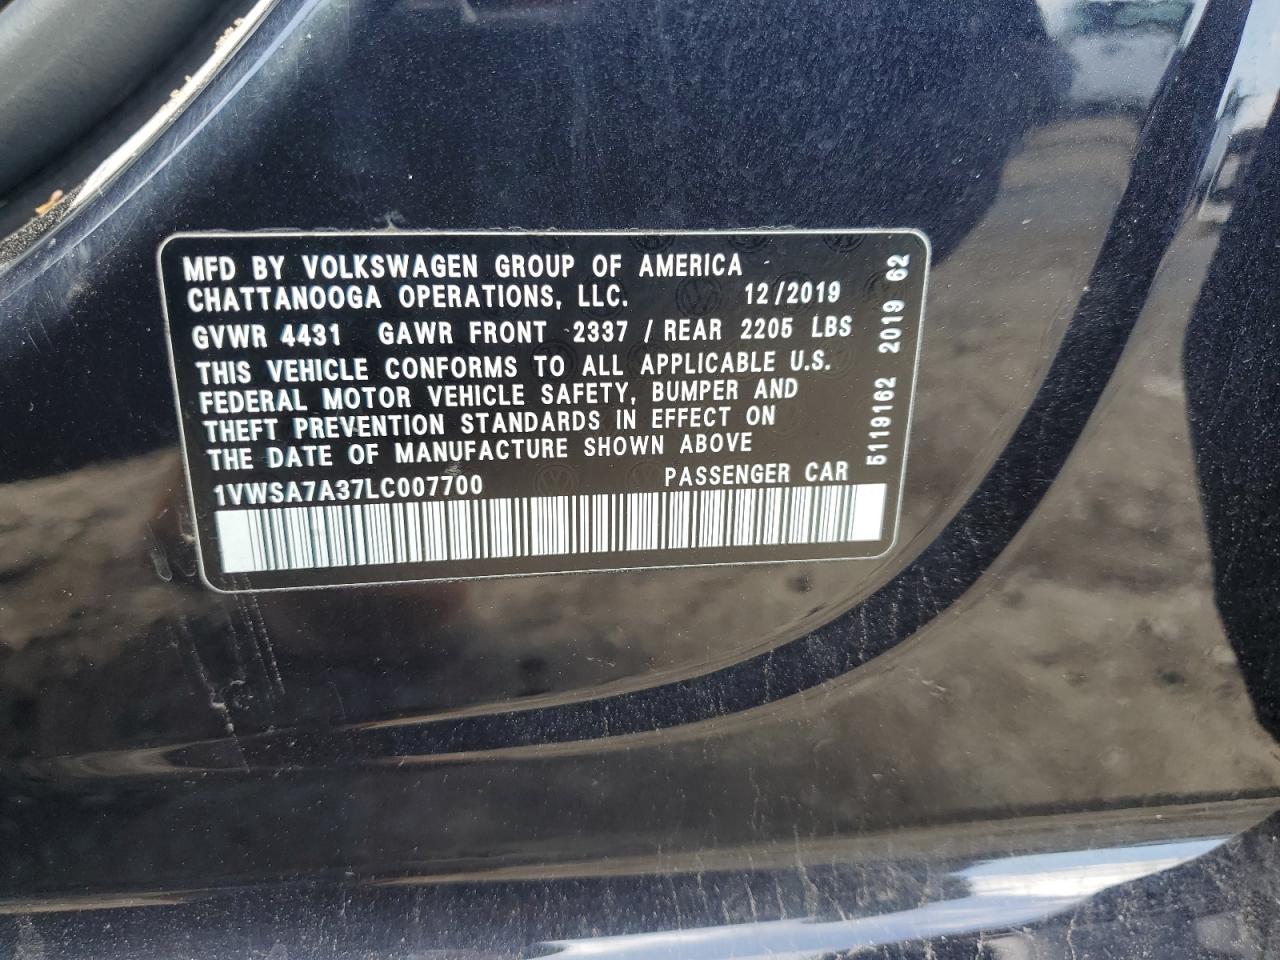 MFD BY VOLKSWAGEN GROUP OF AMERICA
CHATTANOOGA OPERATIONS, LLC. 12/2019
GVWR 4431 GAWR FRONT 2337 / REAR 2205 LBS
THIS VEHICLE CONFORMS TO ALL APPLICABLE U.S.
FEDERAL MOTOR VEHICLE SAFETY, BUMPER AND
THEFT PREVENTION STANDARDS IN EFFECT ON
THE DATE OF MANUFACTURE SHOWN ABOVE
1VWSA7A37LC007700 PASSENGER CAR
5119162 2019 62